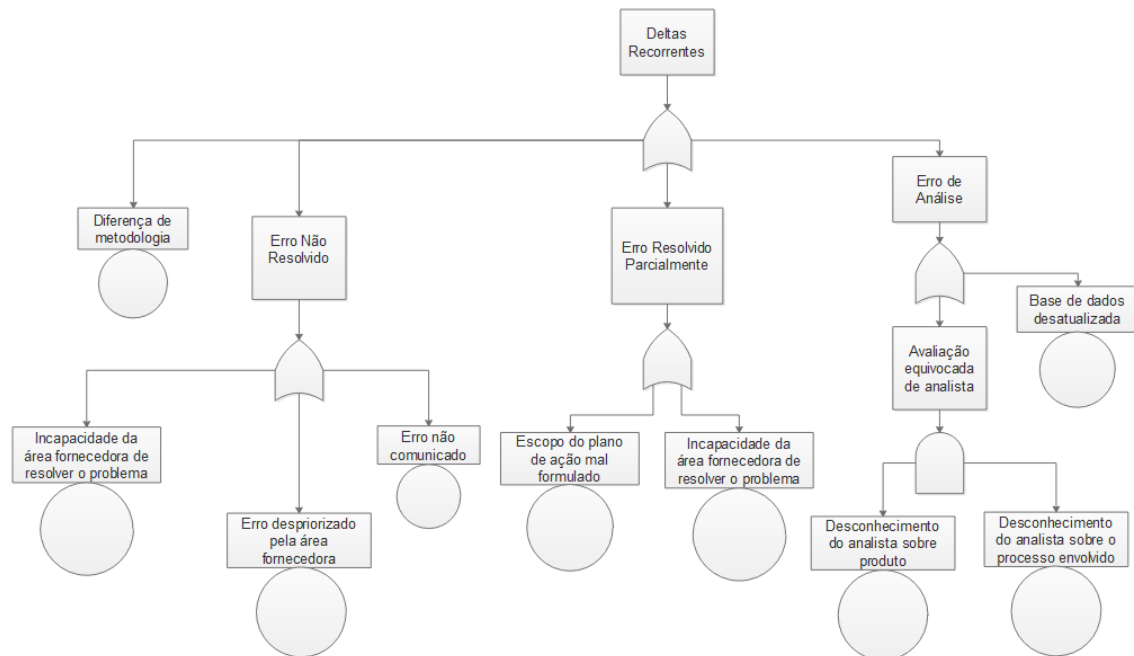 Deltas
Recorrentes
Diferença de
metodologia
Erro Não
Resolvido
Erro Resolvido
Parcialmente
Erro de
Análise
Base de dados
desatualizada
Avaliação
equivocada
de analista
Incapacidade da
área fornecedora de
resolver o problema
Erro não
comunicado
Escopo do plano
de ação mal
formulado
Incapacidade da
área fornecedora de
resolver o problema
Erro despriorizado
pela área
fornecedora
Desconhecimento
do analista sobre
produto
Desconhecimento
do analista sobre o
processo envolvido